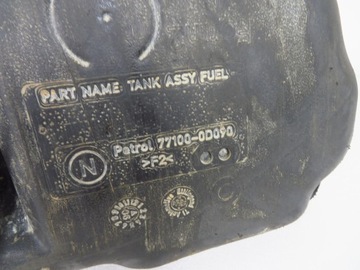 PART NAME: TANK ASSY FUEL
N
Petrol 77100-0D090
>F2<